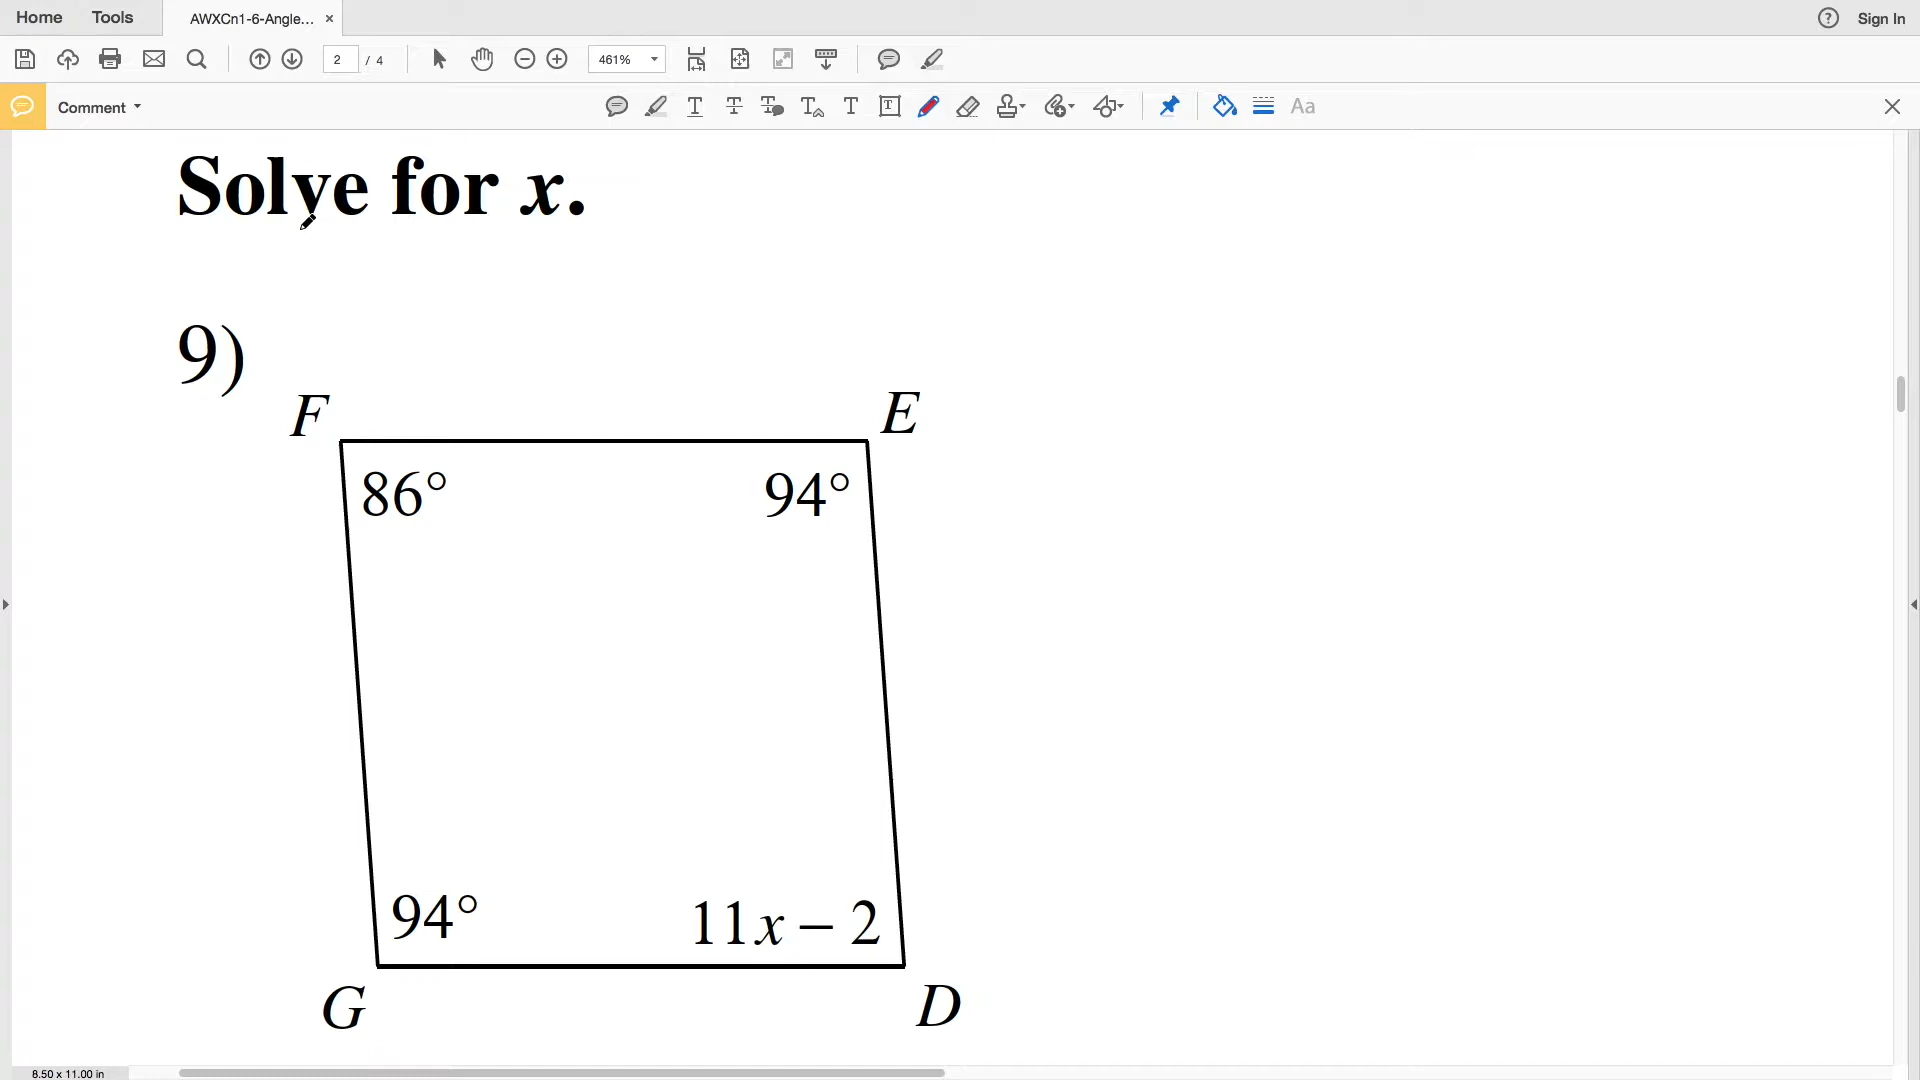 Home Tools AWXCn1-6-Angle... × ? Sign In
2 / 4 461%
Comment Aa
Solve for x.
9)
F E
86° 94°
94° 11x – 2
G D
8.50 x 11.00 in